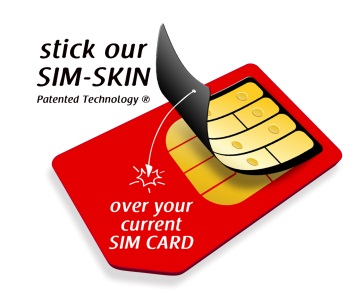 stick our
SIM-SKIN
Patented Technology ®
over your
current
SIM CARD